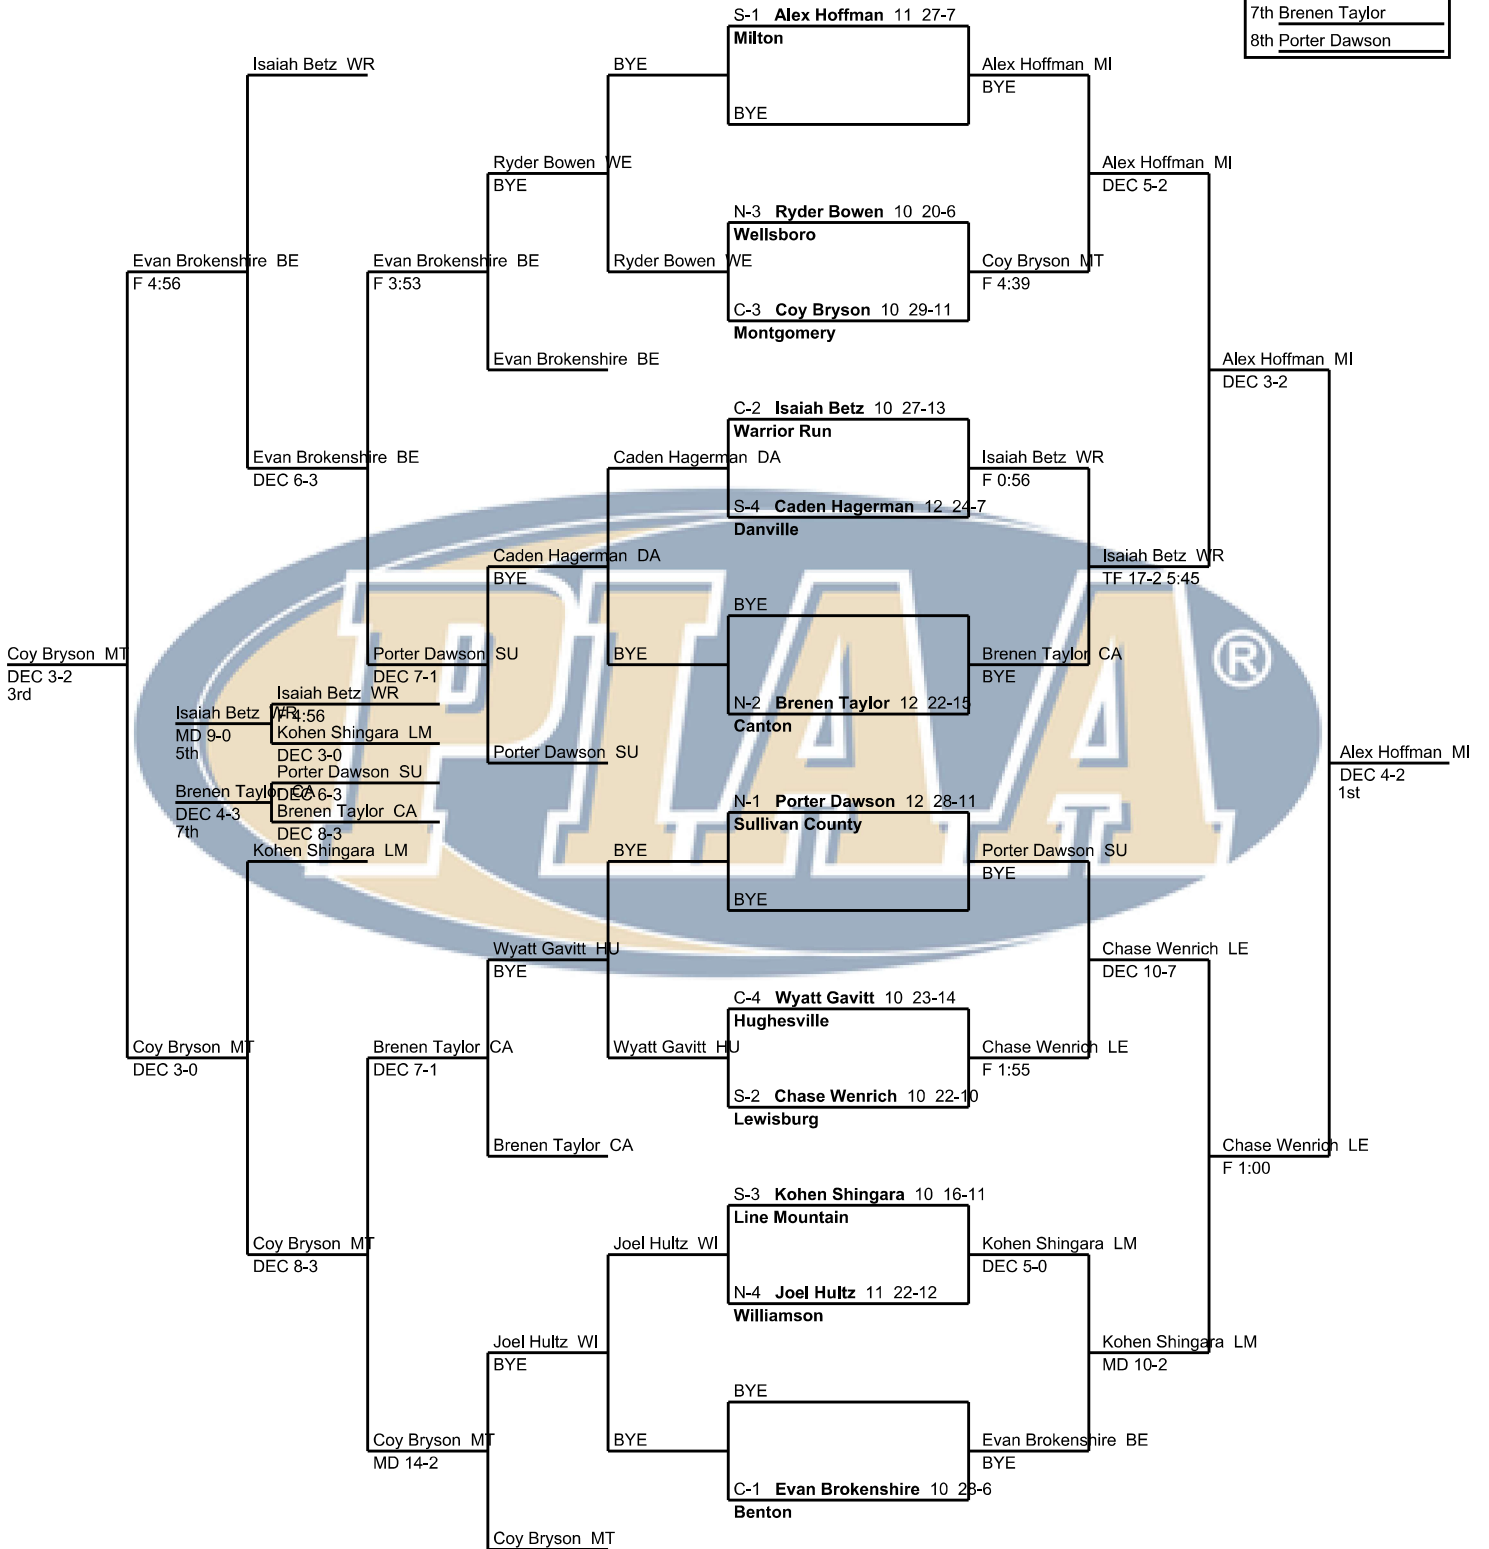 S-1 Alex Hoffman 11 27-7
Milton
7th Brenen Taylor
8th Porter Dawson
Isaiah Betz WR
BYE
Alex Hoffman MI
BYE
BYE
Ryder Bowen WE
BYE
Alex Hoffman MI
DEC 5-2
N-3 Ryder Bowen 10 20-6
Wellsboro
Evan Brokenshire BE
F 4:56
Evan Brokenshire BE
F 3:53
Ryder Bowen WE
Coy Bryson MT
F 4:39
C-3 Coy Bryson 10 29-11
Montgomery
Evan Brokenshire BE
Alex Hoffman MI
DEC 3-2
C-2 Isaiah Betz 10 27-13
Warrior Run
Evan Brokenshire BE
DEC 6-3
Caden Hagerman DA
Isaiah Betz WR
F 0:56
S-4 Caden Hagerman 12 24-7
Danville
Caden Hagerman DA
BYE
Isaiah Betz WR
TF 17-2 5:45
BYE
PIAA®
Coy Bryson MT
DEC 3-2
3rd
Porter Dawson SU
DEC 7-1
BYE
Brenen Taylor CA
BYE
Isaiah Betz WR
F 4:56
Isaiah Betz WR
MD 9-0
5th
Kohen Shingara LM
DEC 3-0
N-2 Brenen Taylor 12 22-15
Canton
Porter Dawson SU
Alex Hoffman MI
DEC 4-2
1st
Porter Dawson SU
DEC 6-3
Brenen Taylor CA
DEC 4-3
7th
Brenen Taylor CA
DEC 8-3
N-1 Porter Dawson 12 28-11
Sullivan County
Kohen Shingara LM
BYE
Porter Dawson SU
BYE
BYE
Wyatt Gavitt HU
BYE
Chase Wenrich LE
DEC 10-7
C-4 Wyatt Gavitt 10 23-14
Hughesville
Coy Bryson MT
DEC 3-0
Brenen Taylor CA
DEC 7-1
Wyatt Gavitt HU
Chase Wenrich LE
F 1:55
S-2 Chase Wenrich 10 22-10
Lewisburg
Brenen Taylor CA
Chase Wenrich LE
F 1:00
S-3 Kohen Shingara 10 16-11
Line Mountain
Coy Bryson MT
DEC 8-3
Joel Hultz WI
Kohen Shingara LM
DEC 5-0
N-4 Joel Hultz 11 22-12
Williamson
Joel Hultz WI
BYE
Kohen Shingara LM
MD 10-2
BYE
Coy Bryson MT
MD 14-2
BYE
Evan Brokenshire BE
BYE
C-1 Evan Brokenshire 10 28-6
Benton
Coy Bryson MT